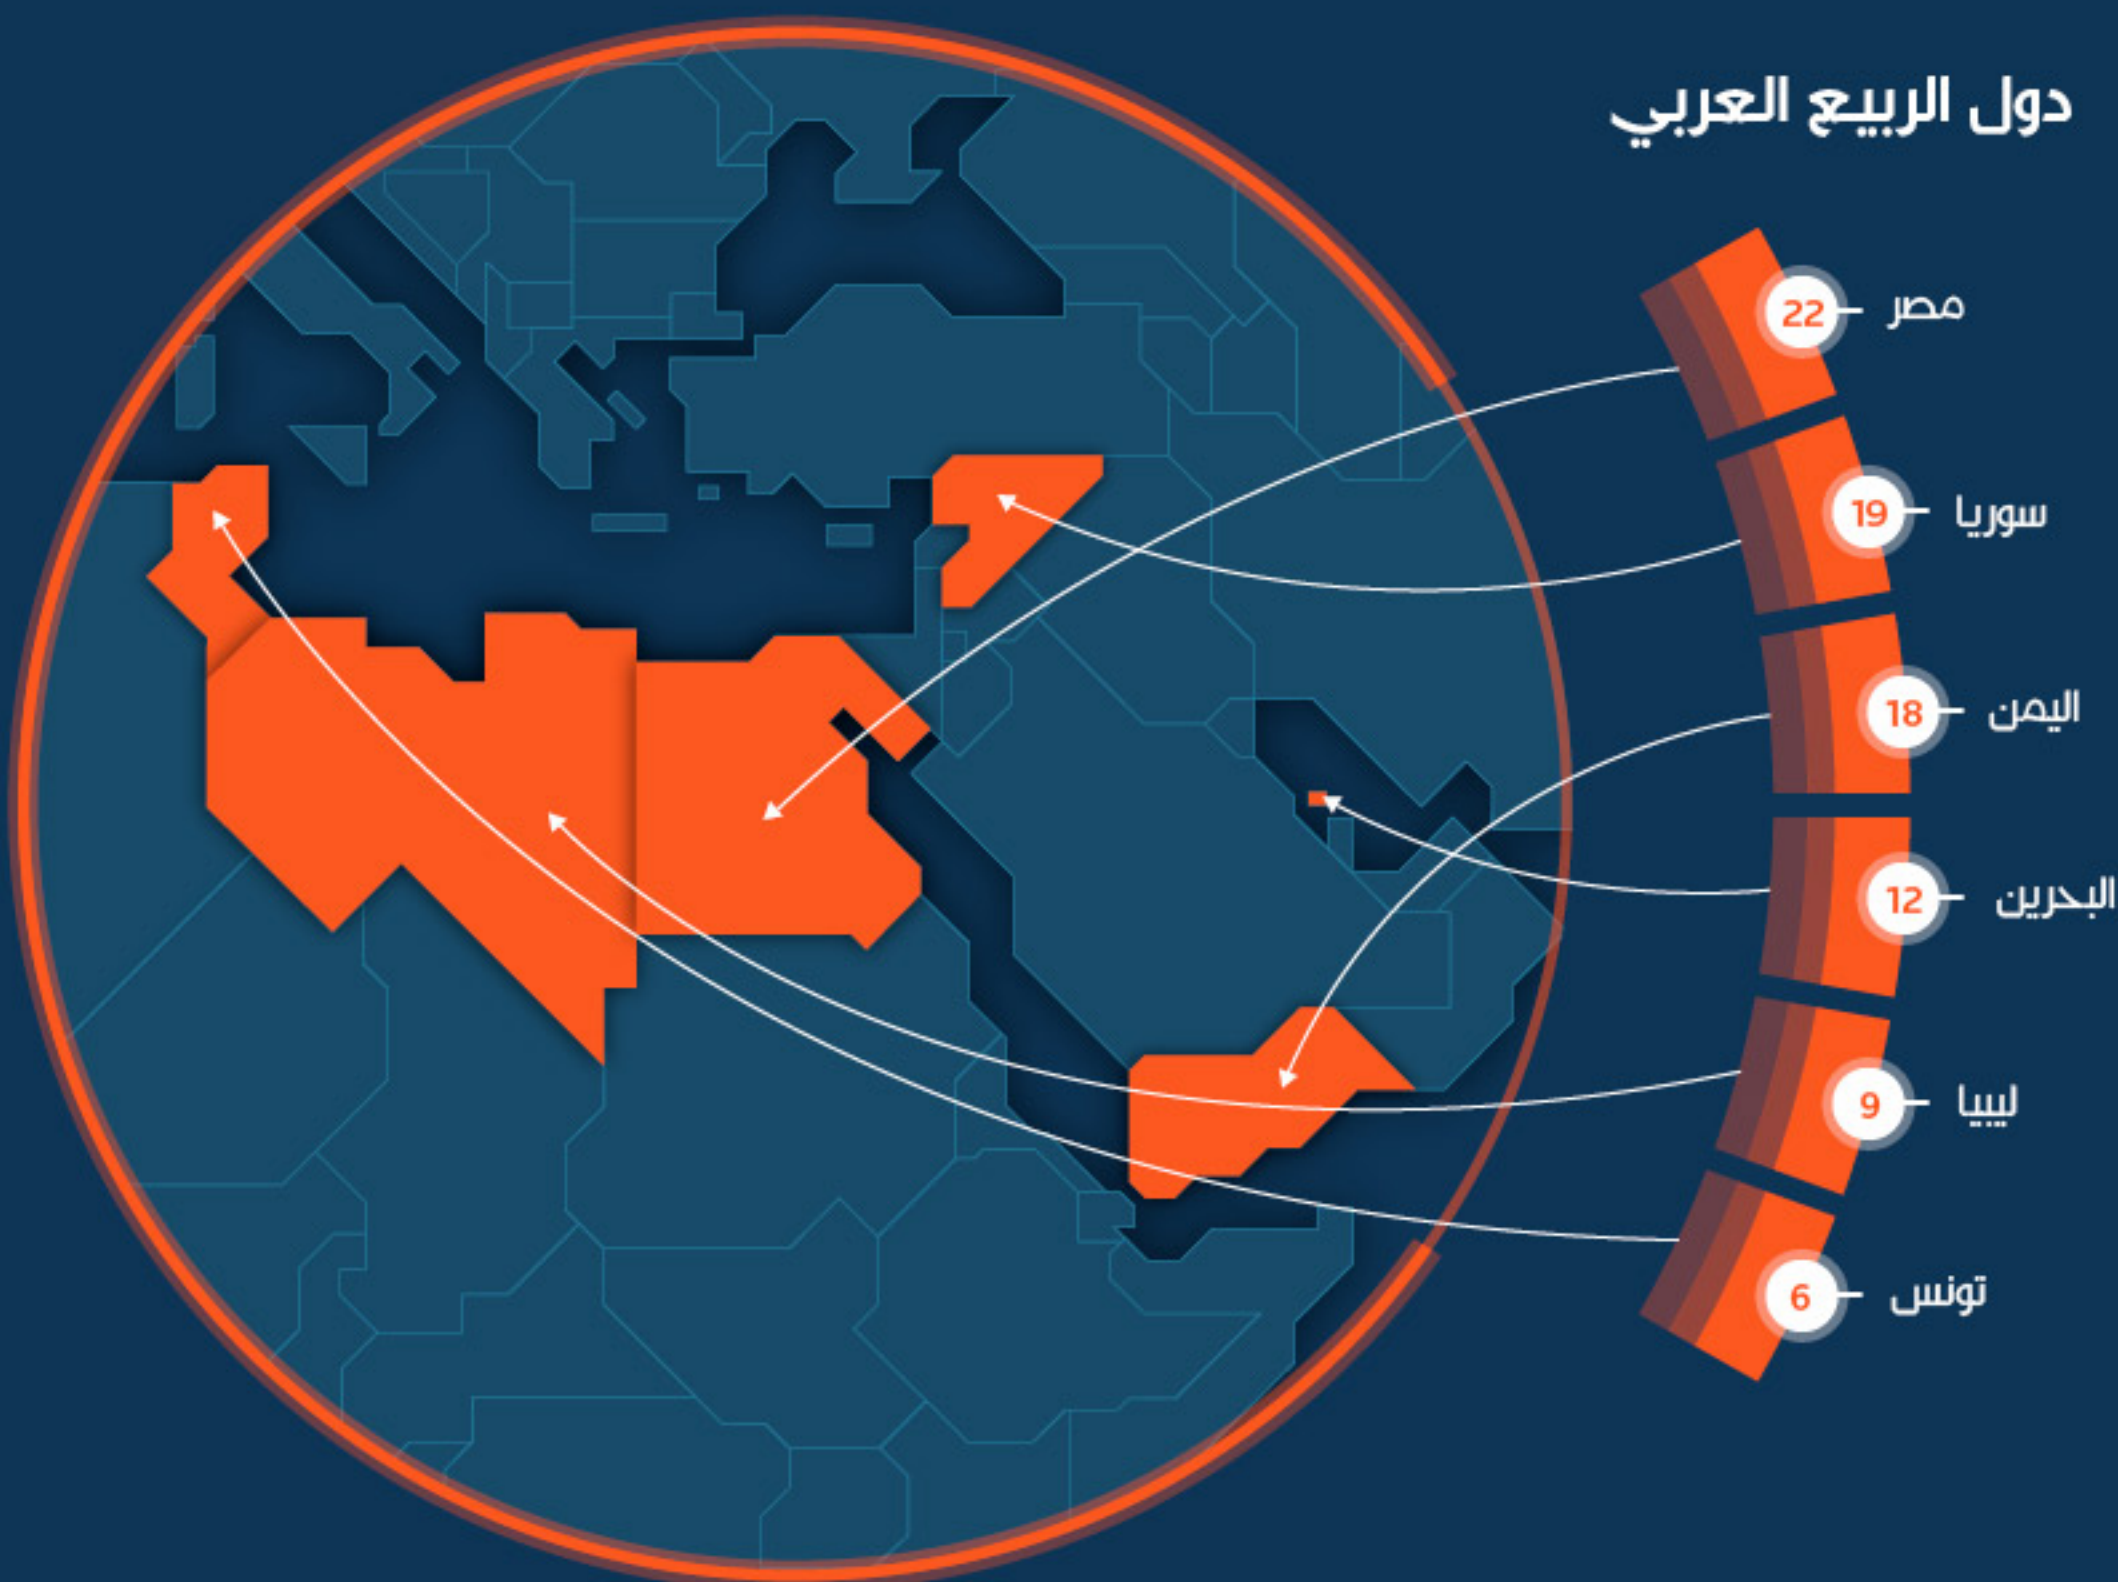 دول الربيع العربي
22 مصر
19 سوريا
18 اليمن
12 البحرين
9 ليبيا
6 تونس